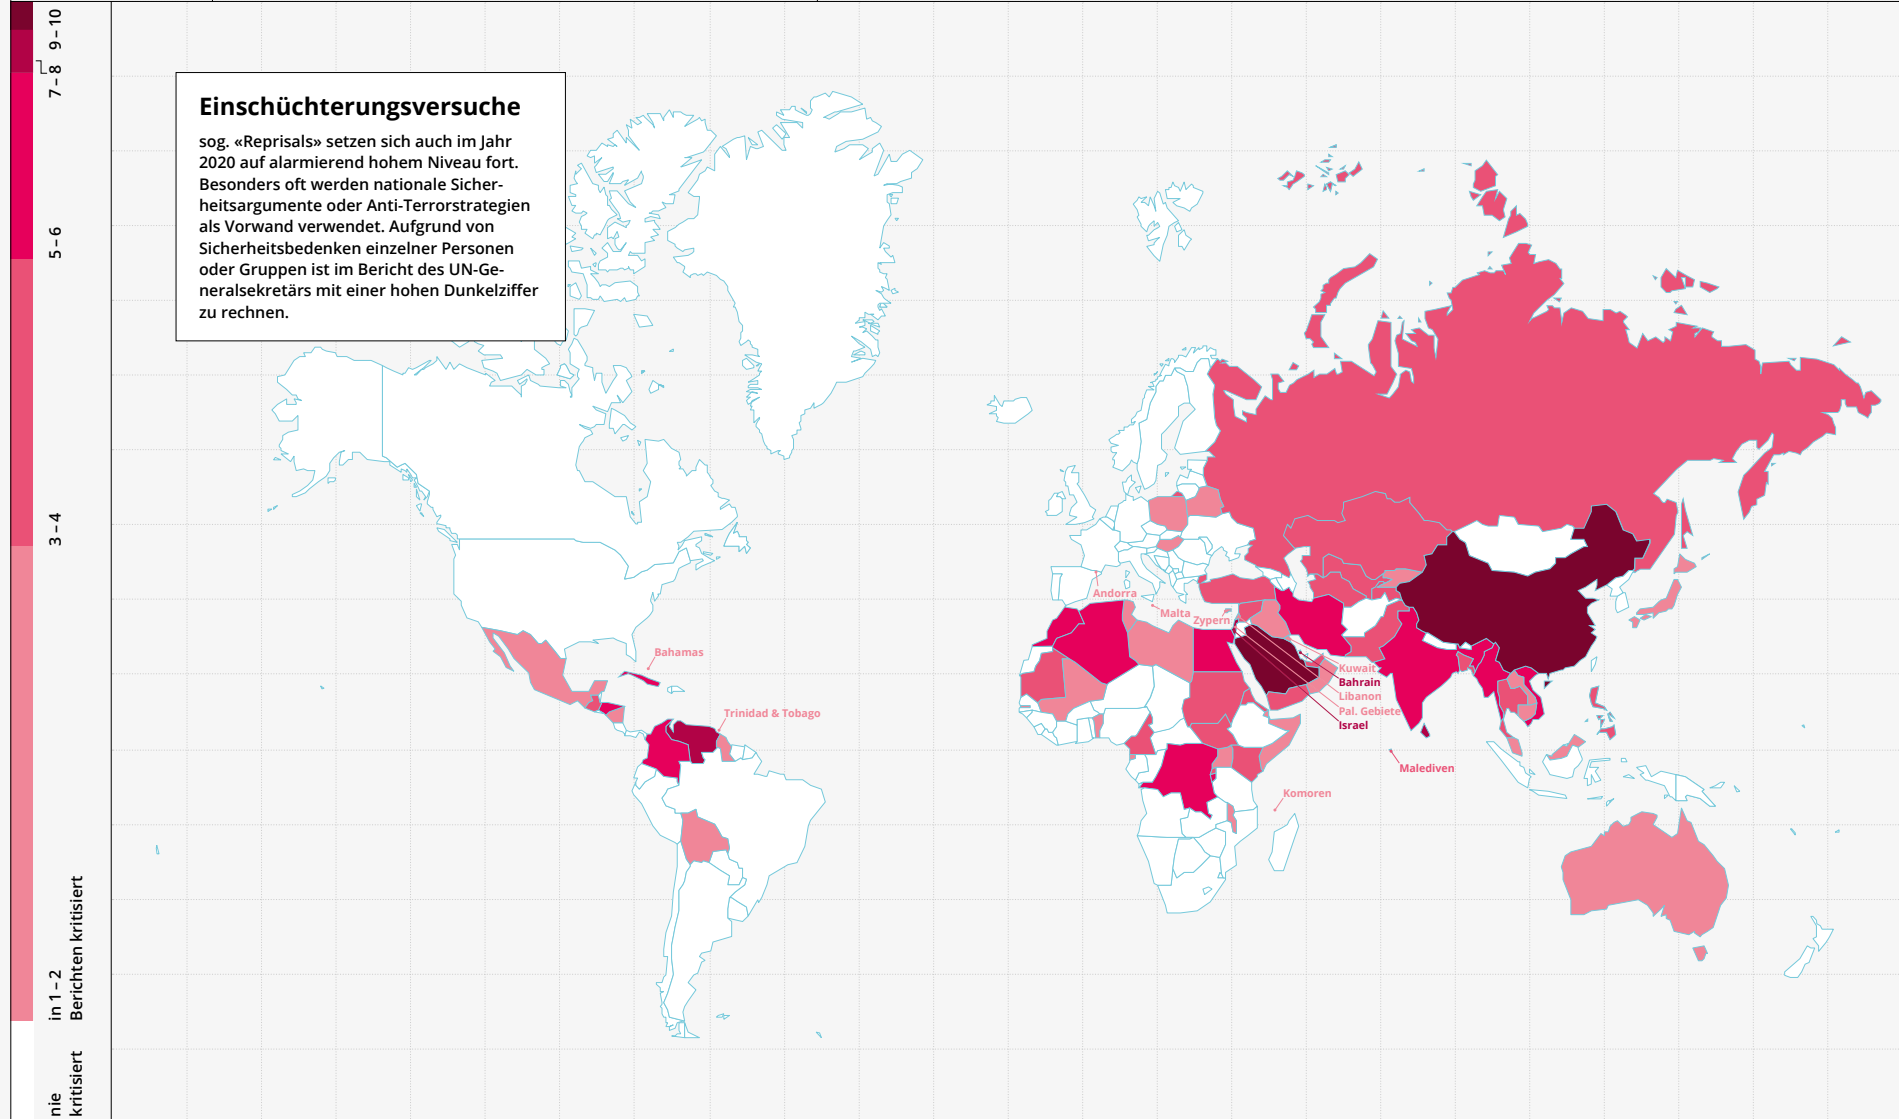 9 – 10
7 – 8
5 – 6
3 – 4
in 1 – 2
Berichten kritisiert
nie
kritisiert
Einschüchterungsversuche
sog. «Reprisals» setzen sich auch im Jahr
2020 auf alarmierend hohem Niveau fort.
Besonders oft werden nationale Sicher-
heitsargumente oder Anti-Terrorstrategien
als Vorwand verwendet. Aufgrund von
Sicherheitsbedenken einzelner Personen
oder Gruppen ist im Bericht des UN-Ge-
neralsekretärs mit einer hohen Dunkelziffer
zu rechnen.
Andorra
Malta
Zypern
Bahamas
Kuwait
Bahrain
Libanon
Pal. Gebiete
Israel
Trinidad & Tobago
Malediven
Komoren